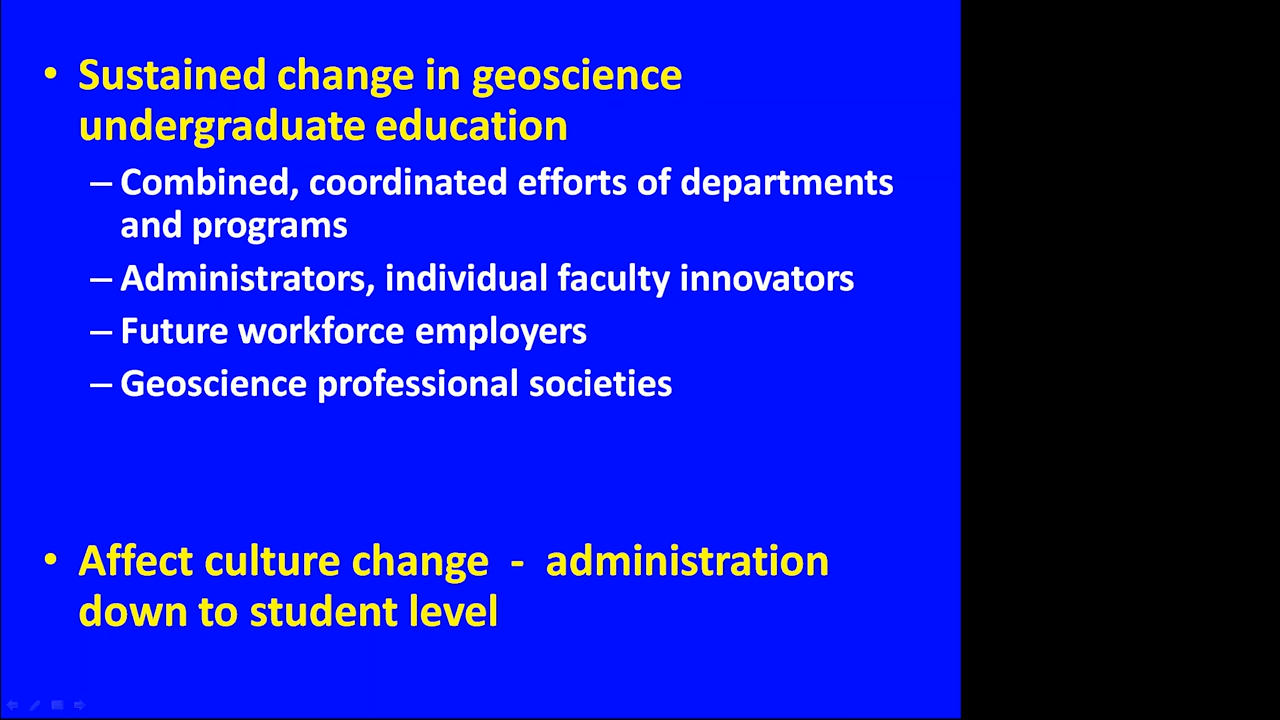 • Sustained change in geoscience
undergraduate education
– Combined, coordinated efforts of departments
and programs
– Administrators, individual faculty innovators
– Future workforce employers
– Geoscience professional societies
• Affect culture change - administration
down to student level